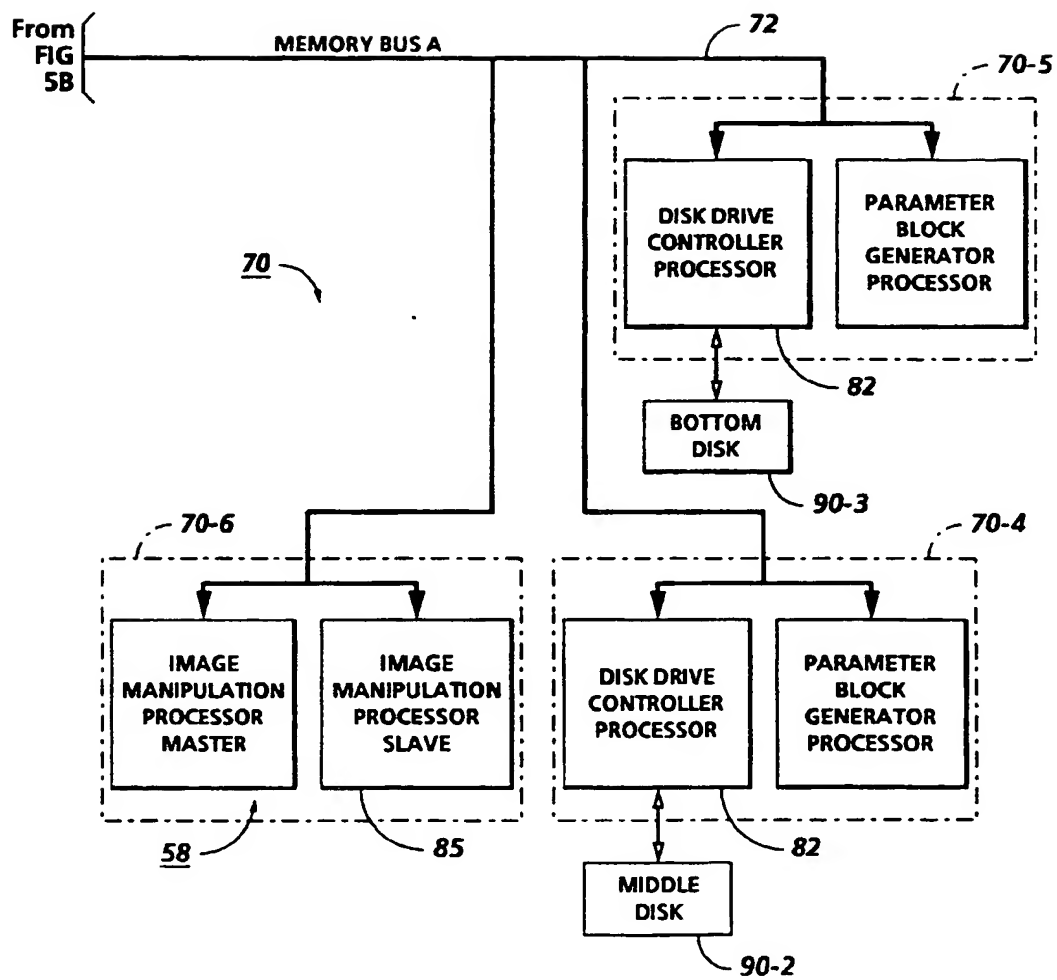 From
FIG
5B
MEMORY BUS A
72
70-5
DISK DRIVE
CONTROLLER
PROCESSOR
PARAMETER
BLOCK
GENERATOR
PROCESSOR
70
82
BOTTOM
DISK
90-3
70-6
70-4
IMAGE
MANIPULATION
PROCESSOR
MASTER
IMAGE
MANIPULATION
PROCESSOR
SLAVE
DISK DRIVE
CONTROLLER
PROCESSOR
PARAMETER
BLOCK
GENERATOR
PROCESSOR
58
85
82
MIDDLE
DISK
90-2